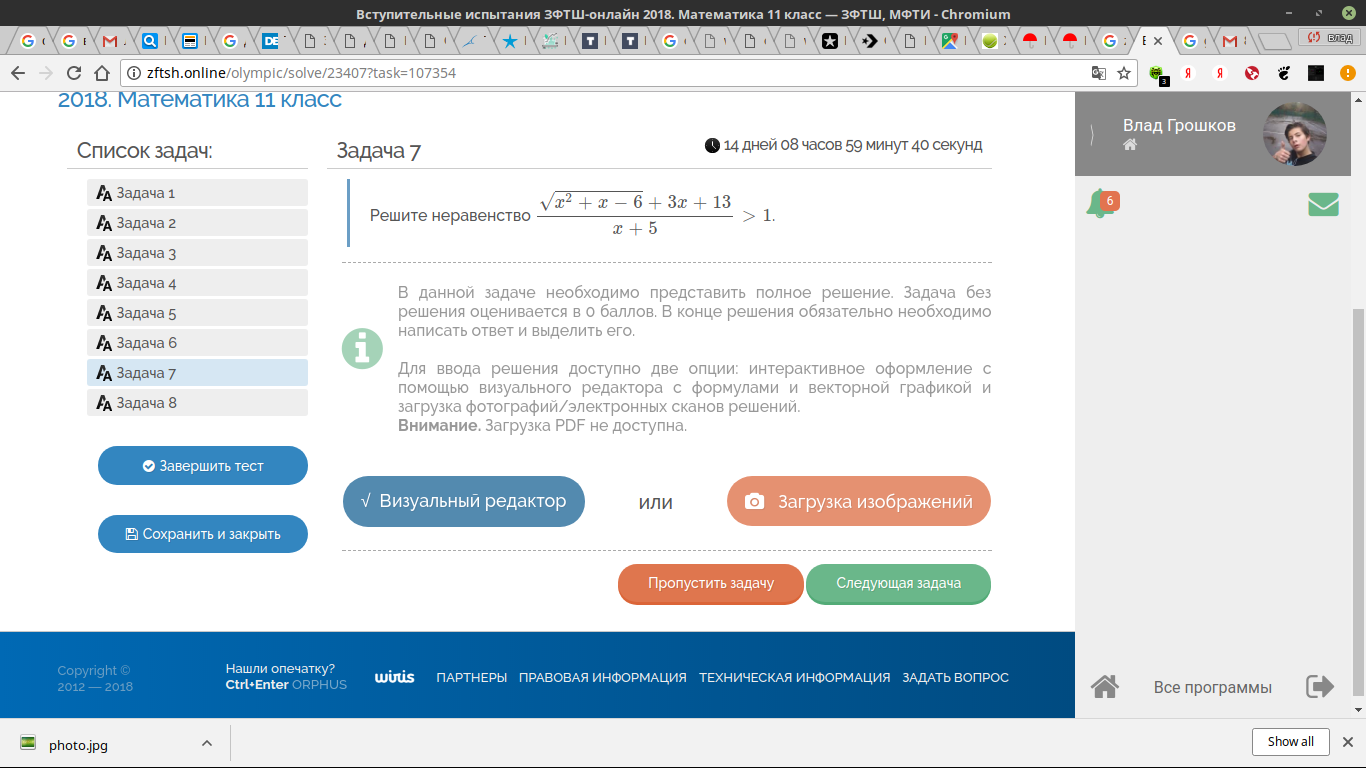 Вступительные испытания ЗФТШ-онлайн 2018. Математика 11 класс — ЗФТШ, МФТИ - Chromium
влад
zftsh.online/olympic/solve/23407?task=107354
3
2018. Математика 11 класс
Список задач:
Задача 1
Задача 2
Задача 3
Задача 4
Задача 5
Задача 6
Задача 7
Задача 8
Завершить тест
Сохранить и закрыть
Задача 7
14 дней 08 часов 59 минут 40 секунд
Решите неравенство (√(x² + x − 6) + 3x + 13)/(x + 5) > 1.
В данной задаче необходимо представить полное решение. Задача без
решения оценивается в 0 баллов. В конце решения обязательно необходимо
написать ответ и выделить его.
Для ввода решения доступно две опции: интерактивное оформление с
помощью визуального редактора с формулами и векторной графикой и
загрузка фотографий/электронных сканов решений.
Внимание. Загрузка PDF не доступна.
√ Визуальный редактор
или
Загрузка изображений
Пропустить задачу
Следующая задача
Влад Грошков
6
Все программы
Copyright ©
2012 — 2018
Нашли опечатку?
Ctrl+Enter ORPHUS
ПАРТНЕРЫ ПРАВОВАЯ ИНФОРМАЦИЯ ТЕХНИЧЕСКАЯ ИНФОРМАЦИЯ ЗАДАТЬ ВОПРОС
photo.jpg
Show all